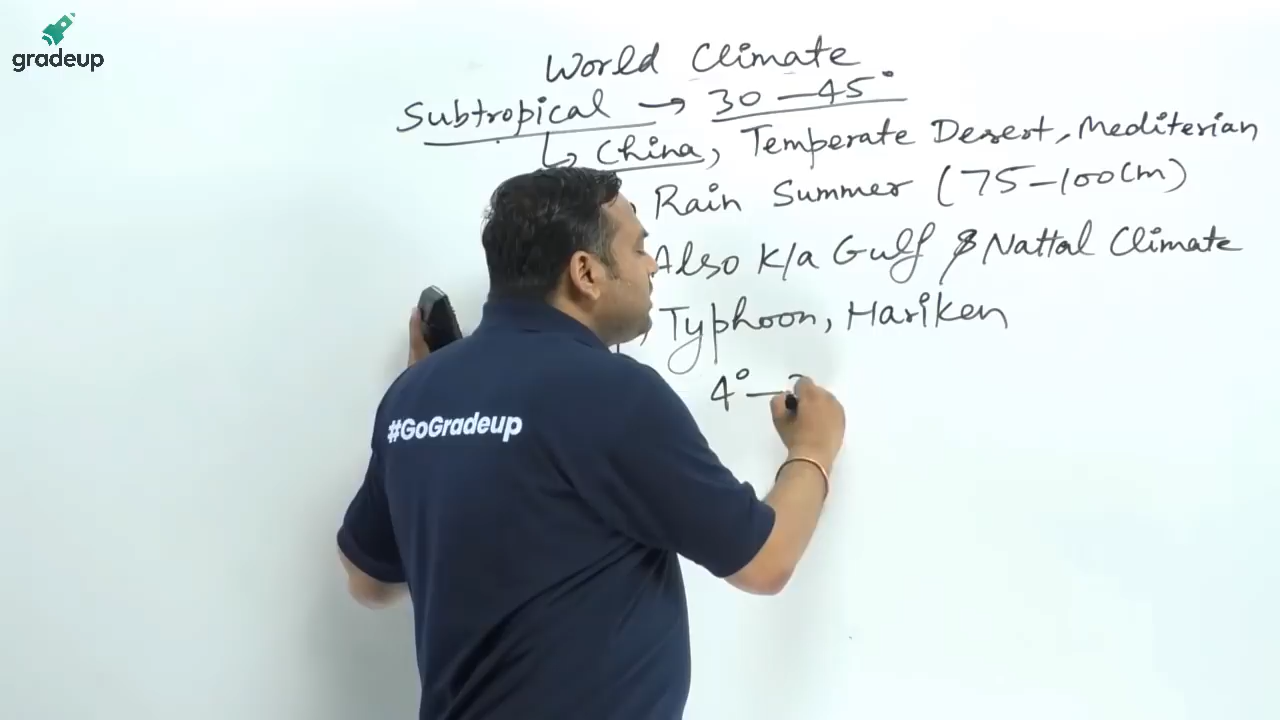 gradeup
World Climate
Subtropical → 30 – 45°
China, Temperate Desert, Mediterian
Rain Summer (75–100Cm)
Also K/a Gulf & Nattal Climate
Typhoon, Hariken
4° –
#GoGradeup